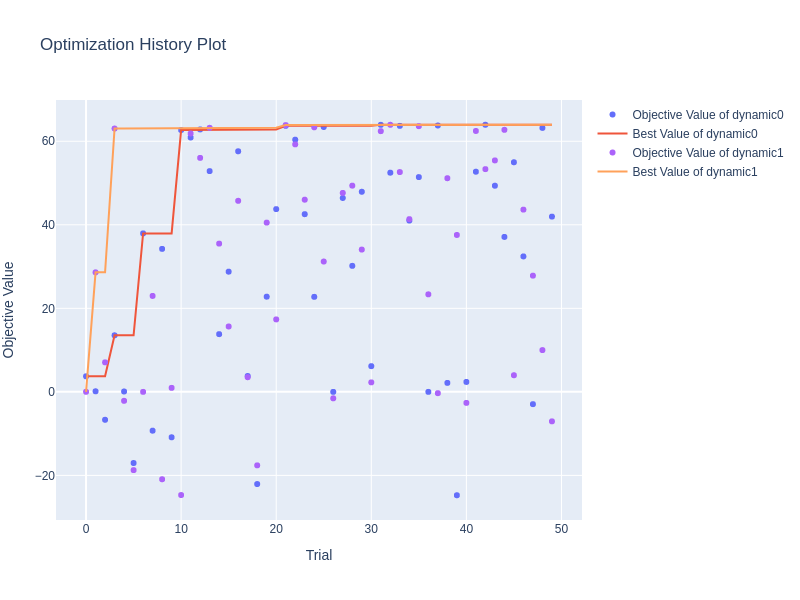 Optimization History Plot
Objective Value of dynamic0
Best Value of dynamic0
Objective Value of dynamic1
Best Value of dynamic1
Objective Value
60
40
20
0
−20
0 10 20 30 40 50
Trial